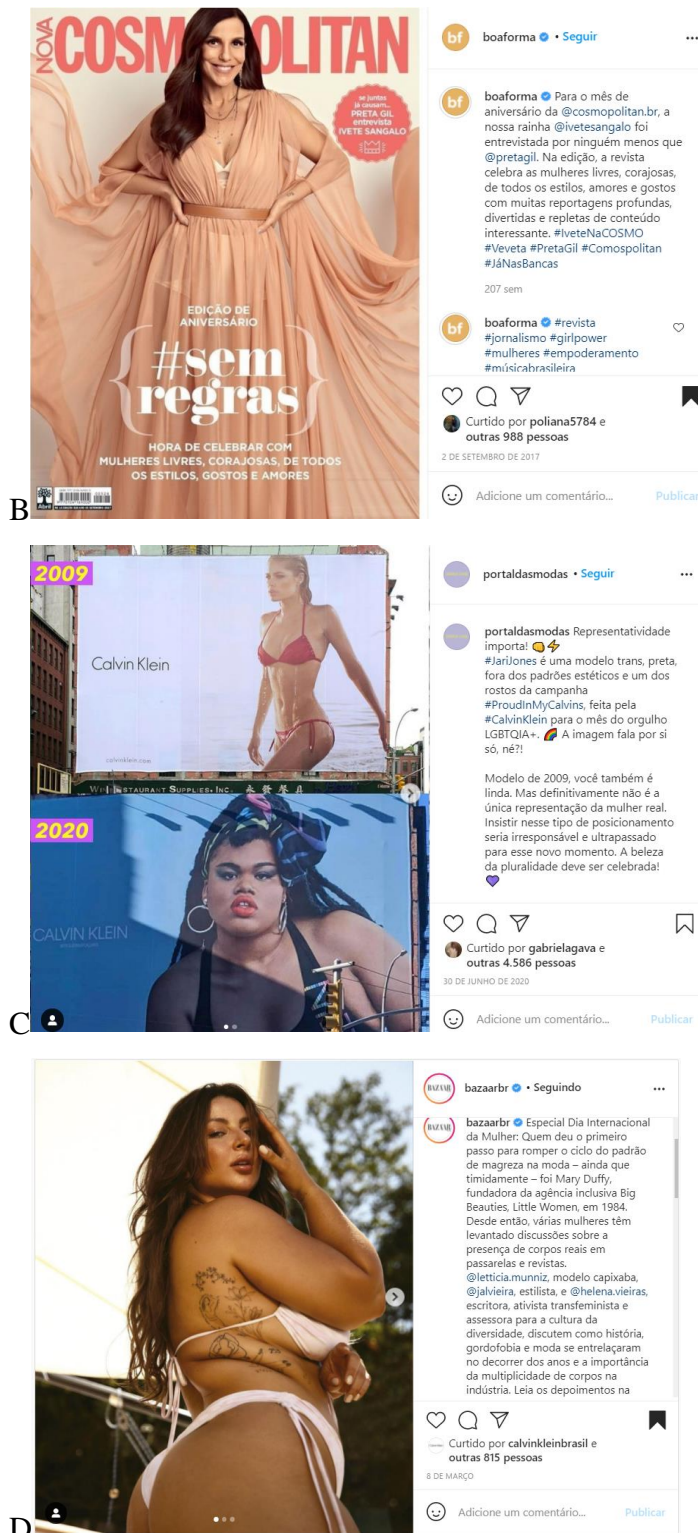 NOVA
COSMOPOLITAN
se juntas
já causam...
PRETA GIL
entrevista
IVETE SANGALO
EDIÇÃO DE
ANIVERSÁRIO
#sem
regras
HORA DE CELEBRAR COM
MULHERES LIVRES, CORAJOSAS, DE TODOS
OS ESTILOS, GOSTOS E AMORES
Abril
B
bf boaforma • Seguir
...
bf boaforma Para o mês de
aniversário da @cosmopolitan.br, a
nossa rainha @ivetesangalo foi
entrevistada por ninguém menos que
@pretagil. Na edição, a revista
celebra as mulheres livres, corajosas,
de todos os estilos, amores e gostos
com muitas reportagens profundas,
divertidas e repletas de conteúdo
interessante. #IveteNaCOSMO
#Veveta #PretaGil #Comospolitan
#JáNasBancas
207 sem
bf boaforma #revista
#jornalismo #girlpower
#mulheres #empoderamento
#músicabrasileira
Curtido por poliana5784 e
outras 988 pessoas
2 DE SETEMBRO DE 2017
Adicione um comentário... Publicar
2009
Calvin Klein
calvinklein.com
STAURANT SUPPLIES. INC.
2020
CALVIN KLEIN
C
portaldasmodas • Seguir
...
portaldasmodas Representatividade
importa! 👊⚡
#JariJones é uma modelo trans, preta,
fora dos padrões estéticos e um dos
rostos da campanha
#ProudInMyCalvins, feita pela
#CalvinKlein para o mês do orgulho
LGBTQIA+. 🌈 A imagem fala por si
só, né?!
Modelo de 2009, você também é
linda. Mas definitivamente não é a
única representação da mulher real.
Insistir nesse tipo de posicionamento
seria irresponsável e ultrapassado
para esse novo momento. A beleza
da pluralidade deve ser celebrada!
💜
Curtido por gabrielagava e
outras 4.586 pessoas
30 DE JUNHO DE 2020
Adicione um comentário... Publicar
D
BAZAAR bazaarbr • Seguindo
...
BAZAAR bazaarbr Especial Dia Internacional
da Mulher: Quem deu o primeiro
passo para romper o ciclo do padrão
de magreza na moda – ainda que
timidamente – foi Mary Duffy,
fundadora da agência inclusiva Big
Beauties, Little Women, em 1984.
Desde então, várias mulheres têm
levantado discussões sobre a
presença de corpos reais em
passarelas e revistas.
@letticia.munniz, modelo capixaba,
@jalvieira, estilista, e @helena.vieiras,
escritora, ativista transfeminista e
assessora para a cultura da
diversidade, discutem como história,
gordofobia e moda se entrelaçaram
no decorrer dos anos e a importância
da multiplicidade de corpos na
indústria. Leia os depoimentos na
Curtido por calvinkleinbrasil e
outras 815 pessoas
8 DE MARÇO
Adicione um comentário... Publicar